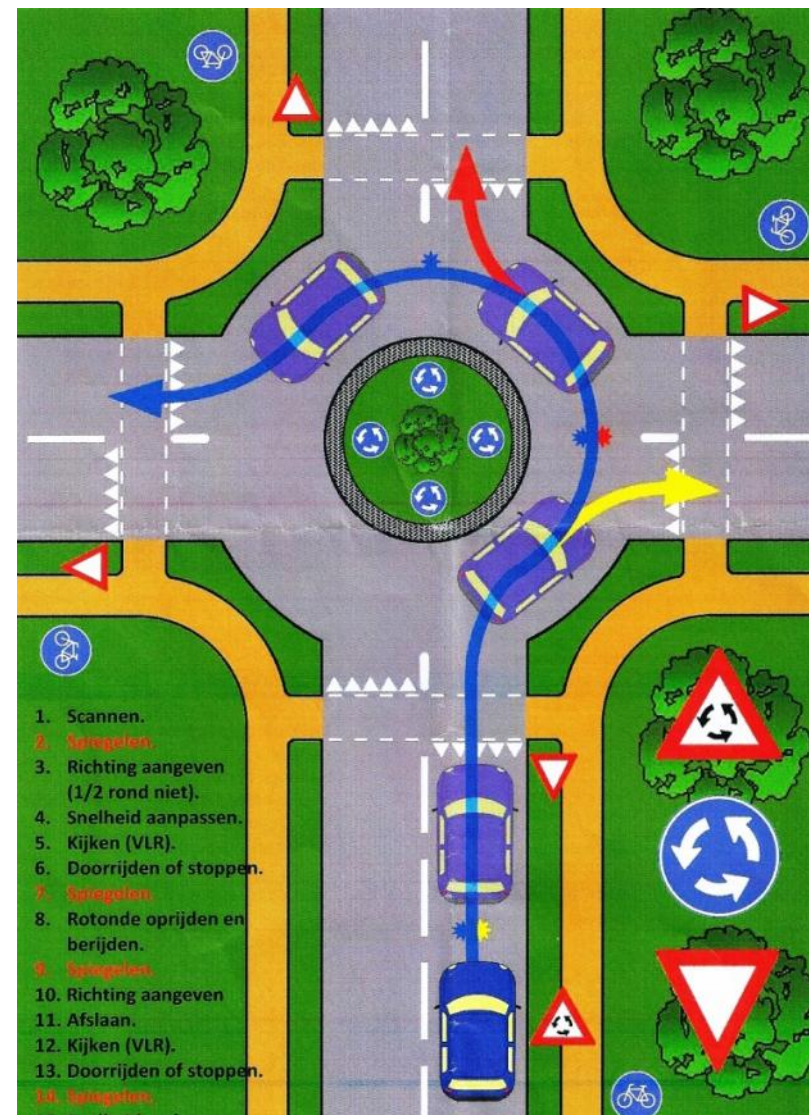 1. Scannen.
2. Spiegelen.
3. Richting aangeven
(1/2 rond niet).
4. Snelheid aanpassen.
5. Kijken (VLR).
6. Doorrijden of stoppen.
7. Spiegelen.
8. Rotonde oprijden en
berijden.
9. Spiegelen.
10. Richting aangeven
11. Afslaan.
12. Kijken (VLR).
13. Doorrijden of stoppen.
14. Spiegelen.